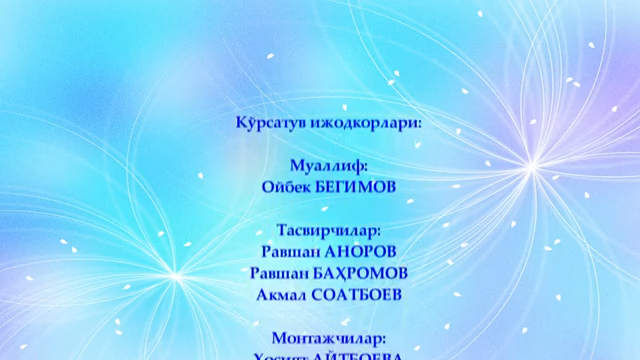 Кўрсатув ижодкорлари:
Муаллиф:
Ойбек БЕГИМОВ
Тасвирчилар:
Равшан АНОРОВ
Равшан БАҲРОМОВ
Акмал СОАТБОЕВ
Монтажчилар: